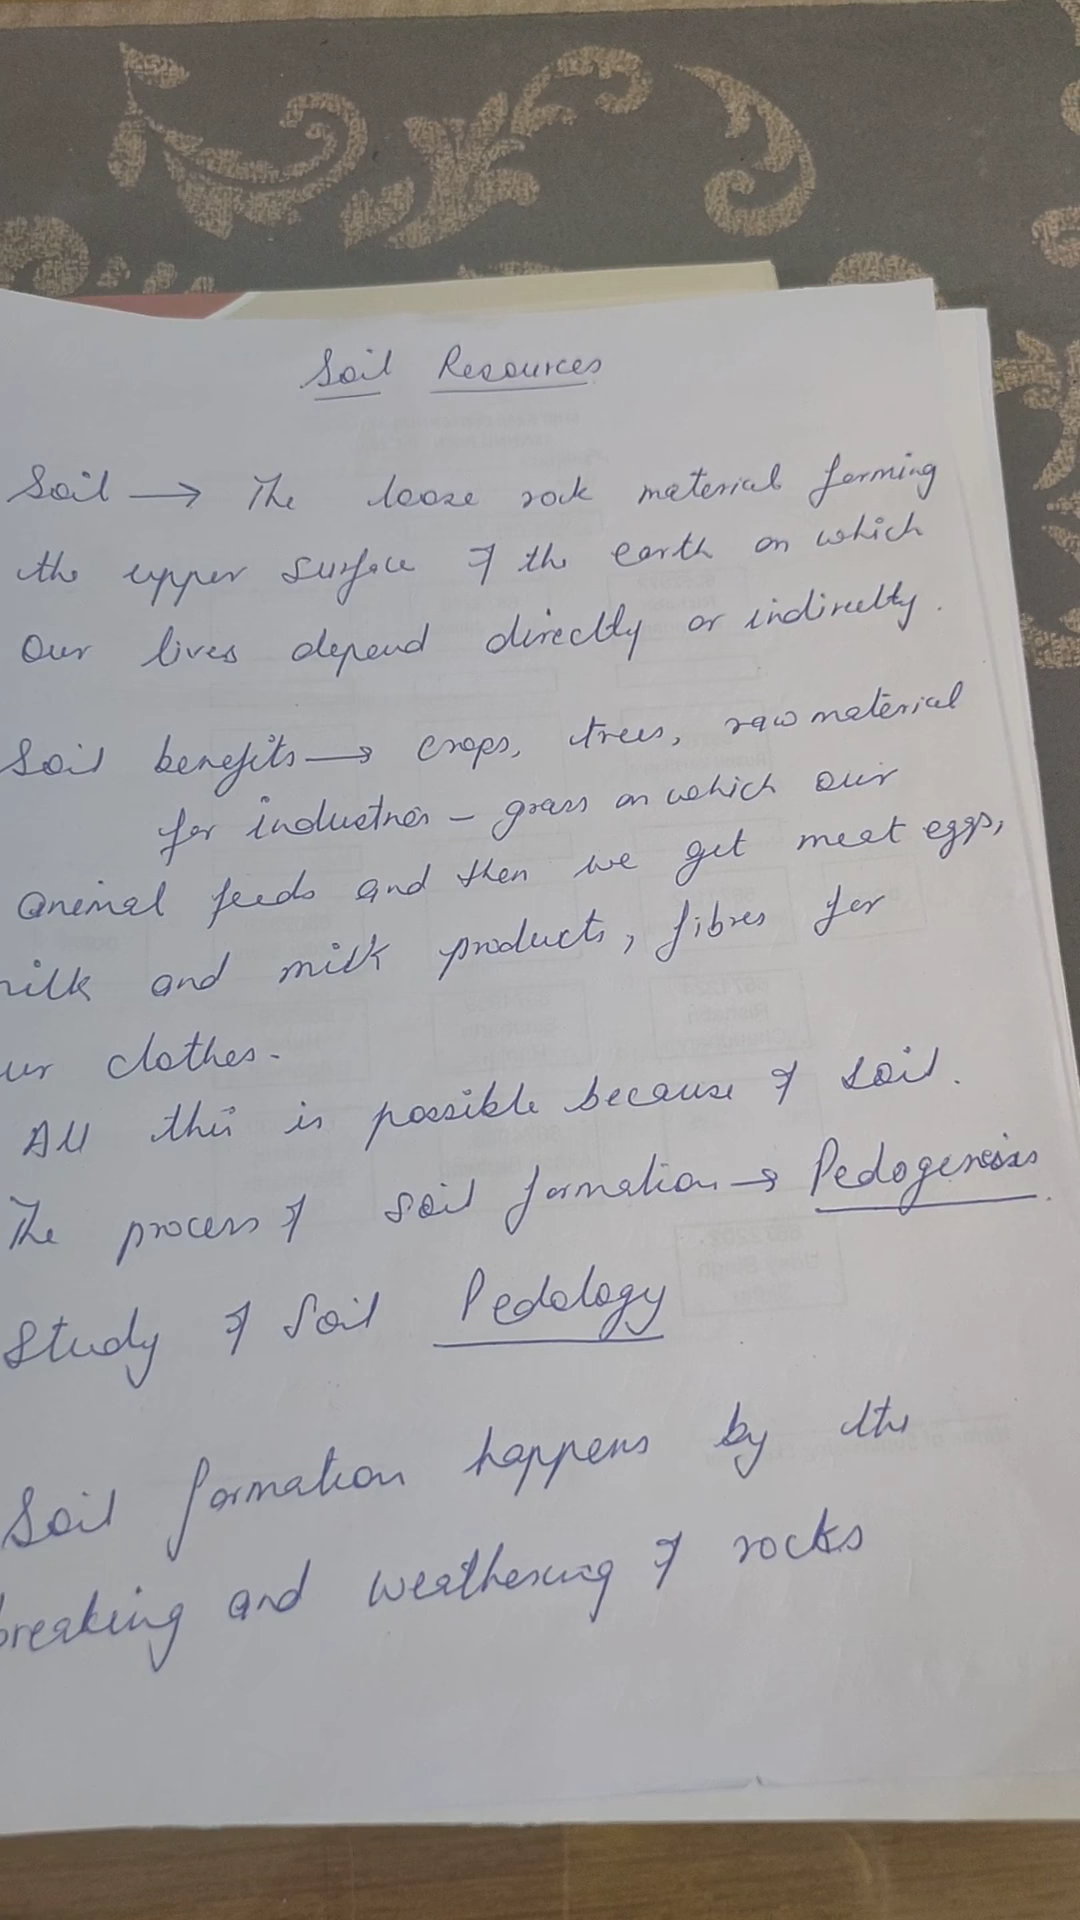 Soil Resources
Soil → The loose rock material forming
the upper surface of the earth on which
our lives depend directly or indirectly.
Soil benefits → crops, trees, raw material
for industries - grass on which our
animal feeds and then we get meat eggs,
milk and milk products, fibres for
ur clothes.
All this is possible because of soil.
The process of soil formation → Pedogenesis.
Study of Soil Pedology
Soil formation happens by the
breaking and weathering of rocks